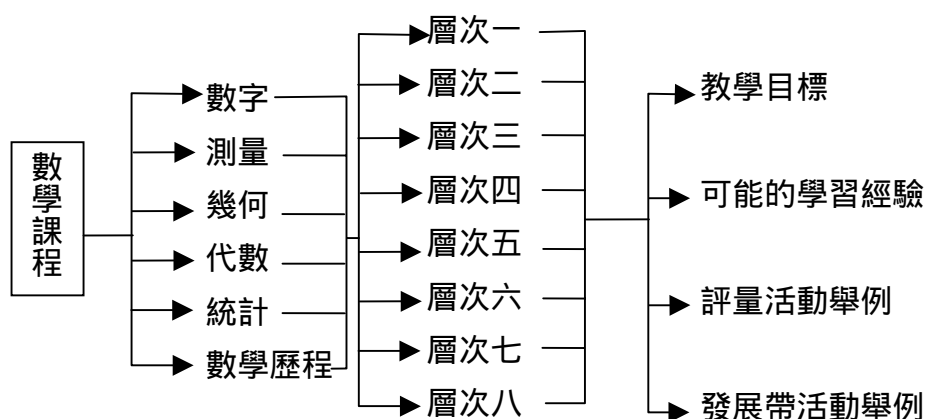 數學課程
數字
測量
幾何
代數
統計
數學歷程
層次一
層次二
層次三
層次四
層次五
層次六
層次七
層次八
教學目標
可能的學習經驗
評量活動舉例
發展帶活動舉例